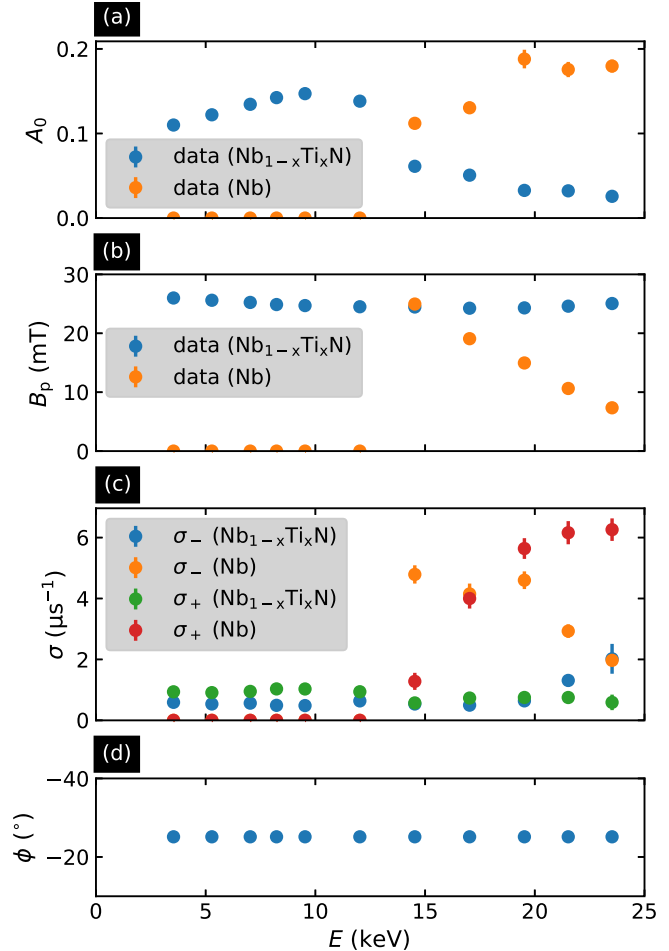 (a)
0.2
0.1
0.0
A₀
data (Nb₁₋ₓTiₓN)
data (Nb)
(b)
30
20
10
0
Bₚ (mT)
data (Nb₁₋ₓTiₓN)
data (Nb)
(c)
6
4
2
0
σ (μs⁻¹)
σ₋ (Nb₁₋ₓTiₓN)
σ₋ (Nb)
σ₊ (Nb₁₋ₓTiₓN)
σ₊ (Nb)
(d)
−40
−20
ϕ (°)
0 5 10 15 20 25
E (keV)